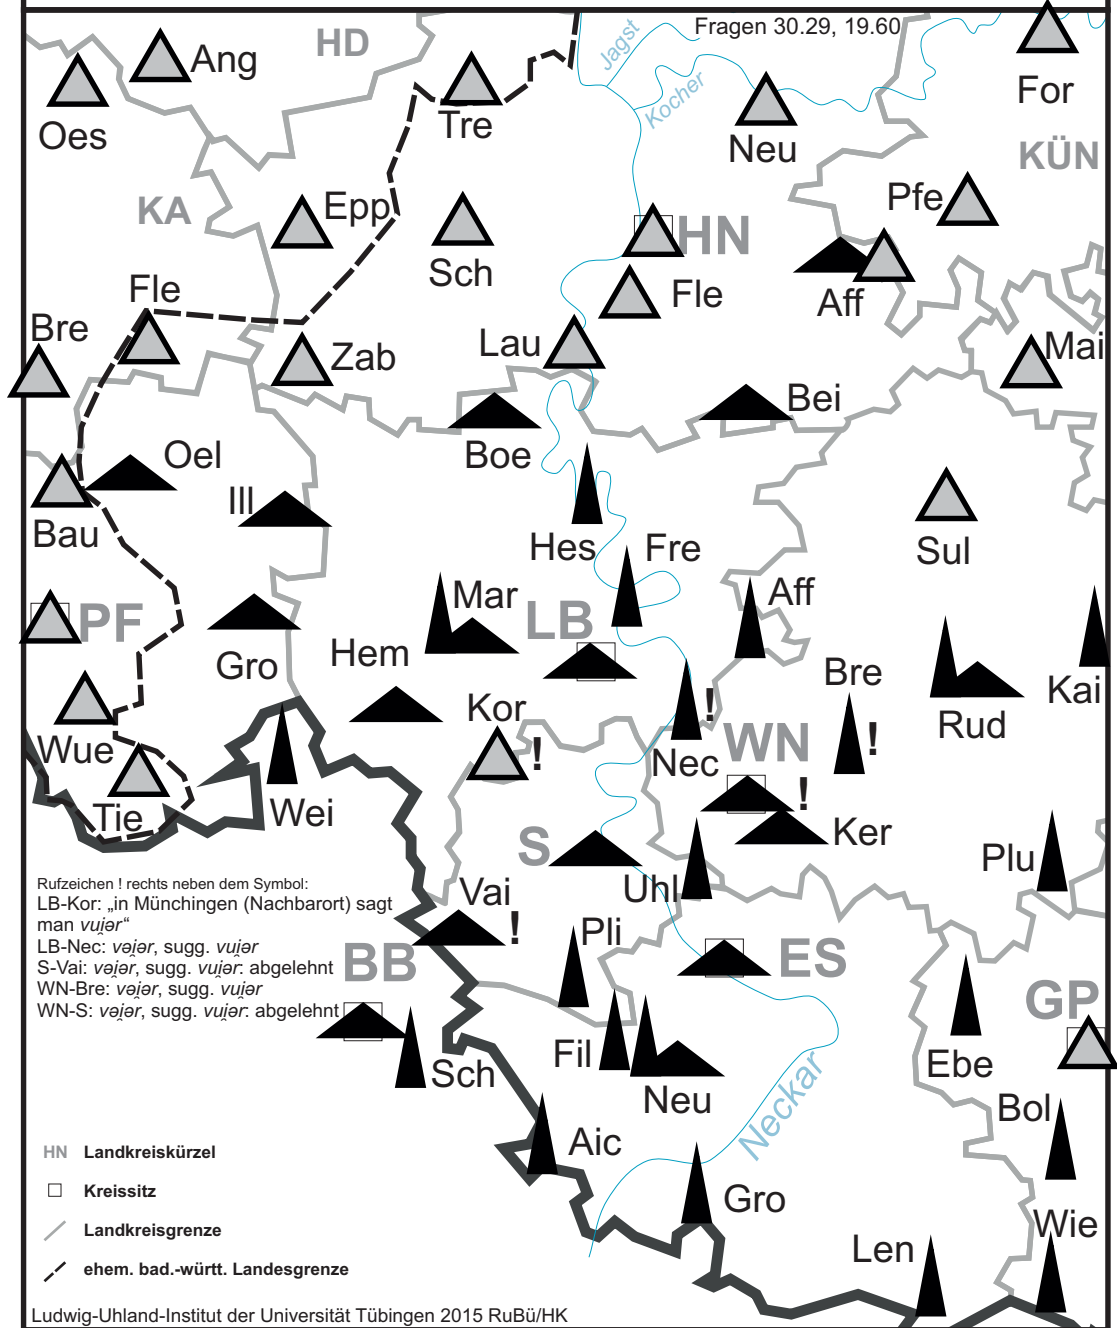 Fragen 30.29, 19.60
HD
Jagst
Ang
Kocher
For
Oes
Tre
Neu
KÜN
KA
Epp
Pfe
HN
Sch
Fle
Fle
Aff
Bre
Lau
Zab
Mai
Bei
Boe
Oel
Ill
Bau
Hes
Fre
Sul
Mar
Aff
PF
LB
Hem
Gro
Bre
Kai
Kor
!
!
Rud
WN
Wue
!
Nec
!
Tie
Wei
S
Ker
Plu
Uhl
Rufzeichen ! rechts neben dem Symbol:
LB-Kor: „in Münchingen (Nachbarort) sagt
man vui̯ər“
LB-Nec: vəi̯ər, sugg. vui̯ər
S-Vai: vəi̯ər, sugg. vui̯ər: abgelehnt
WN-Bre: vəi̯ər, sugg. vui̯ər
WN-S: vəi̯ər, sugg. vui̯ər: abgelehnt
Vai
!
Pli
BB
ES
GP
Sch
Fil
Neu
Ebe
Neckar
Bol
Aic
Gro
Wie
Len
HN Landkreiskürzel
Kreissitz
Landkreisgrenze
ehem. bad.-württ. Landesgrenze
Ludwig-Uhland-Institut der Universität Tübingen 2015 RuBü/HK